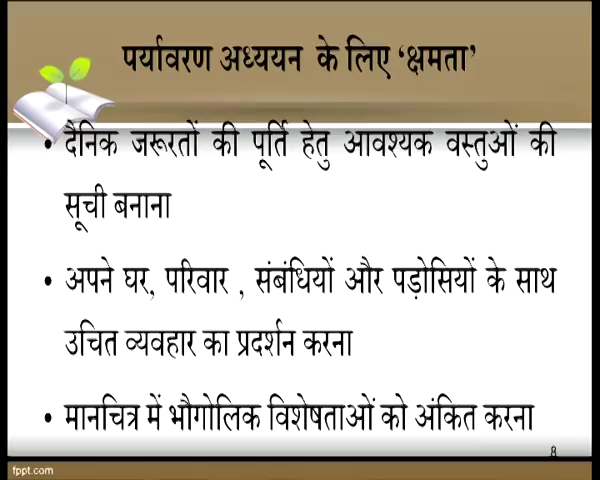 पर्यावरण अध्ययन के लिए ‘क्षमता’
• दैनिक जरूरतों की पूर्ति हेतु आवश्यक वस्तुओं की
सूची बनाना
• अपने घर, परिवार , संबंधियों और पड़ोसियों के साथ
उचित व्यवहार का प्रदर्शन करना
• मानचित्र में भौगोलिक विशेषताओं को अंकित करना
8
fppt.com